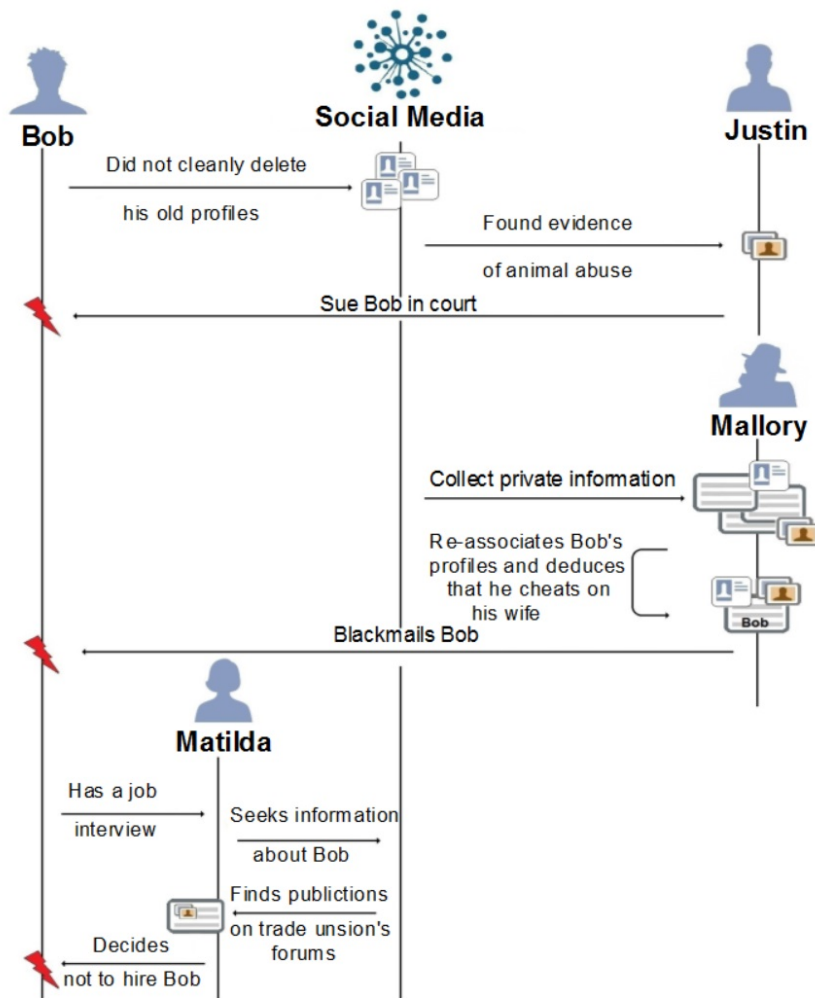 Bob
Social Media
Justin
Did not cleanly delete
his old profiles
Found evidence
of animal abuse
Sue Bob in court
Mallory
Collect private information
Re-associates Bob's
profiles and deduces
that he cheats on
his wife
Bob
Blackmails Bob
Matilda
Has a job
interview
Seeks information
about Bob
Finds publictions
on trade unsion's
forums
Decides
not to hire Bob